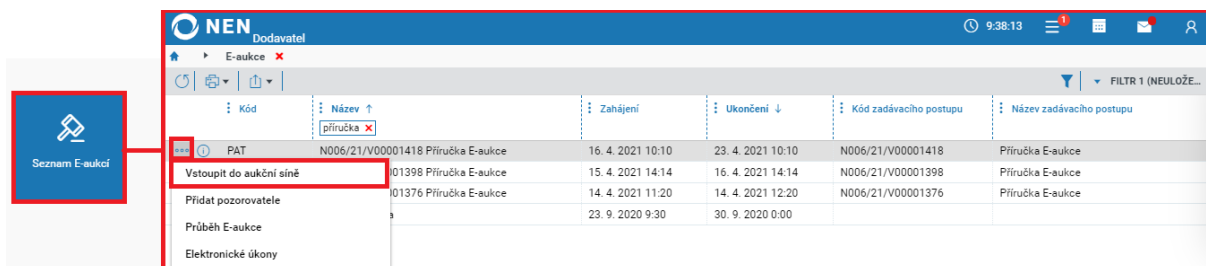 NEN
Dodavatel
9:38:13
1
E-aukce
FILTR 1 (NEULOŽE...
Kód
Název ↑
Zahájení
Ukončení ↓
Kód zadávacího postupu
Název zadávacího postupu
příručka
PAT N006/21/V00001418 Příručka E-aukce 16. 4. 2021 10:10 23. 4. 2021 10:10 N006/21/V00001418 Příručka E-aukce
Seznam E-aukcí
Vstoupit do aukční síně
01398 Příručka E-aukce 15. 4. 2021 14:14 16. 4. 2021 14:14 N006/21/V00001398 Příručka E-aukce
Přidat pozorovatele
01376 Příručka E-aukce 14. 4. 2021 11:20 14. 4. 2021 12:20 N006/21/V00001376 Příručka E-aukce
23. 9. 2020 9:30 30. 9. 2020 0:00
Průběh E-aukce
Elektronické úkony